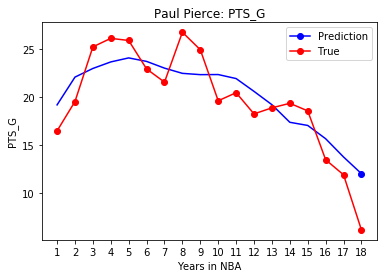 Paul Pierce: PTS_G
Prediction
True
25
20
15
10
PTS_G
1 2 3 4 5 6 7 8 9 10 11 12 13 14 15 16 17 18
Years in NBA